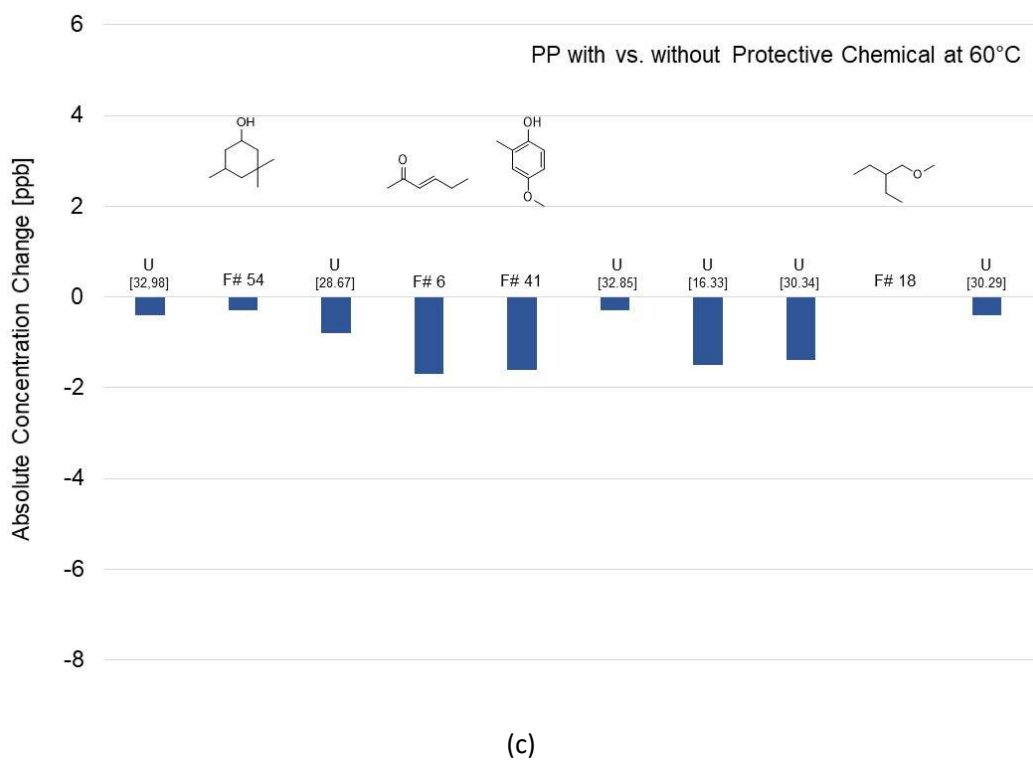 6
PP with vs. without Protective Chemical at 60°C
4
OH
OH
O
O
O
2
U
[32,98]
F# 54
U
[28.67]
F# 6
F# 41
U
[32.85]
U
[16.33]
U
[30.34]
F# 18
U
[30.29]
0
-2
-4
-6
-8
Absolute Concentration Change [ppb]
(c)